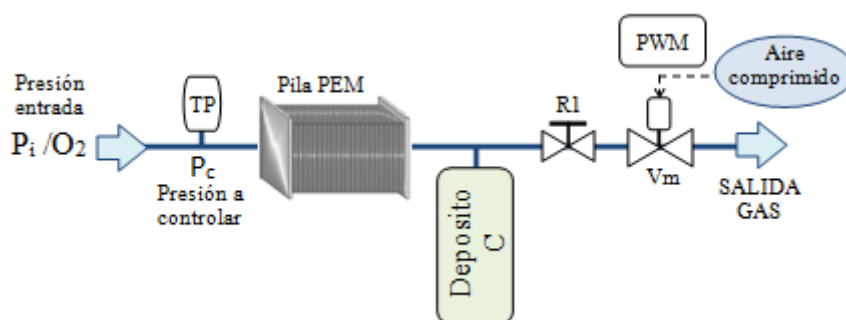 Presión
entrada
Pi /O2
TP
Pc
Presión a
controlar
Pila PEM
Deposito
C
R1
PWM
Vm
Aire
comprimido
SALIDA
GAS